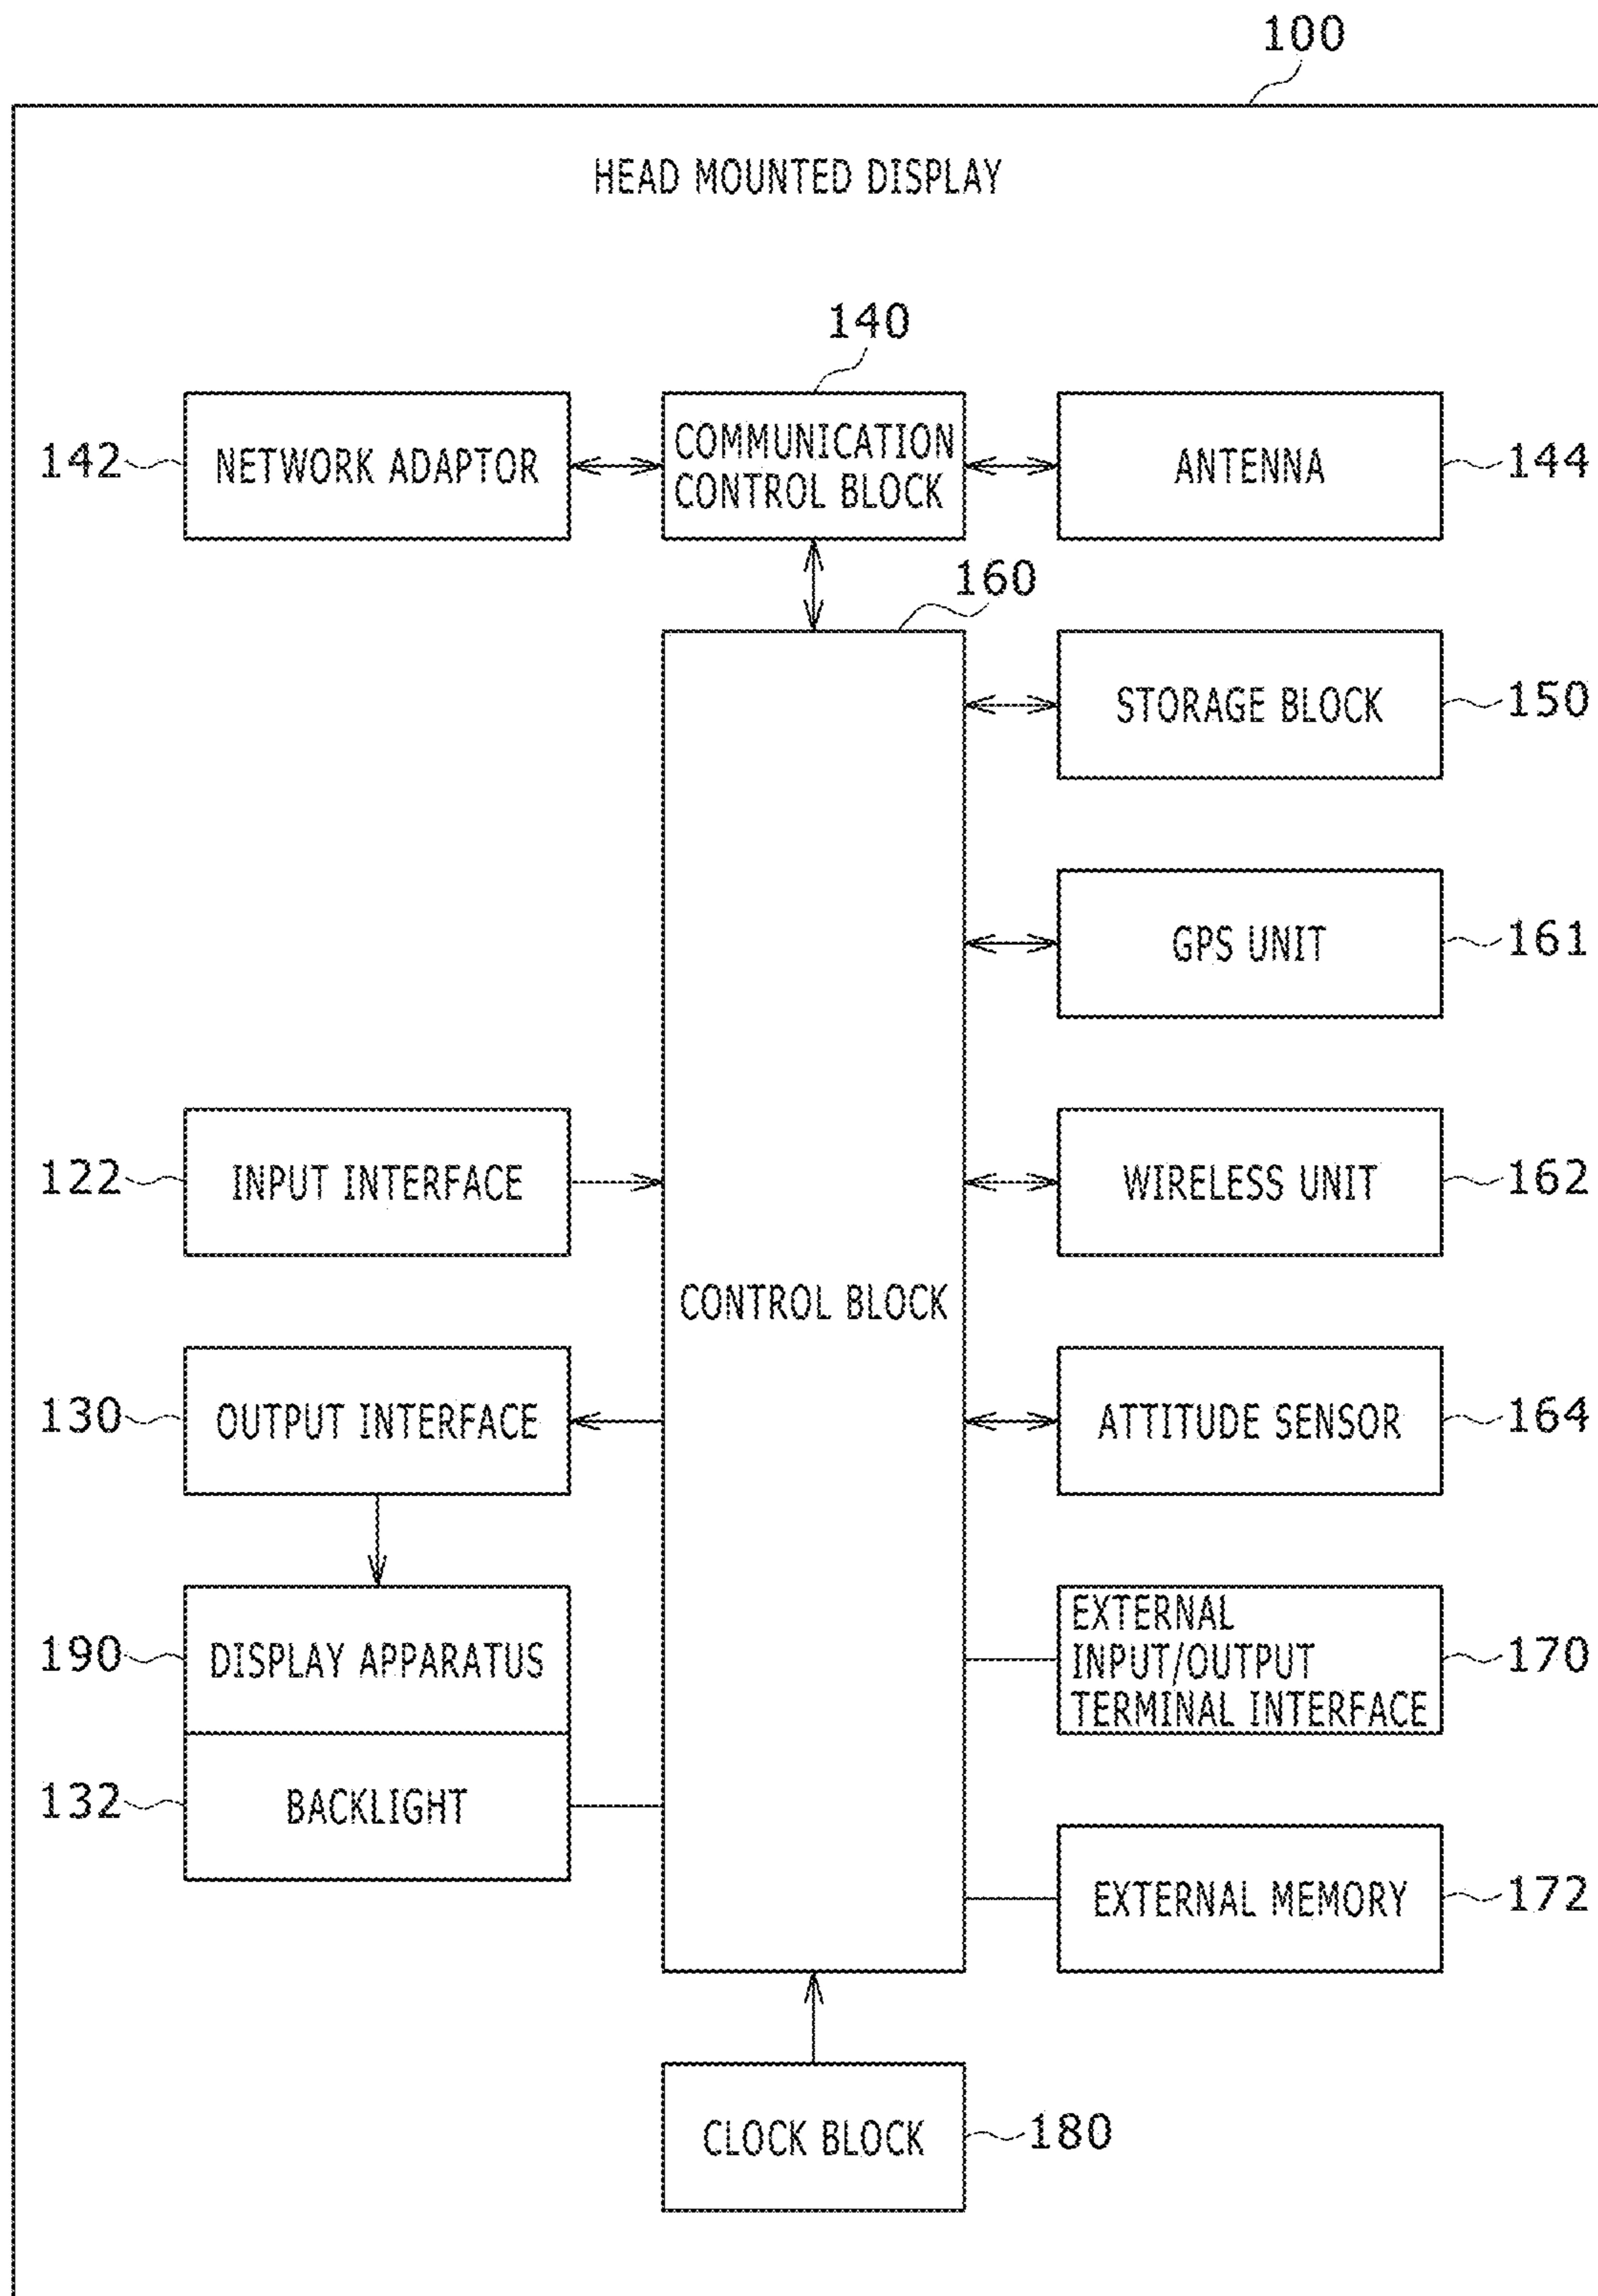 100
HEAD MOUNTED DISPLAY
140
142
NETWORK ADAPTOR
COMMUNICATION
CONTROL BLOCK
ANTENNA
144
160
STORAGE BLOCK
150
GPS UNIT
161
122
INPUT INTERFACE
WIRELESS UNIT
162
CONTROL BLOCK
130
OUTPUT INTERFACE
ATTITUDE SENSOR
164
190
DISPLAY APPARATUS
EXTERNAL
INPUT/OUTPUT
TERMINAL INTERFACE
170
132
BACKLIGHT
EXTERNAL MEMORY
172
CLOCK BLOCK
180